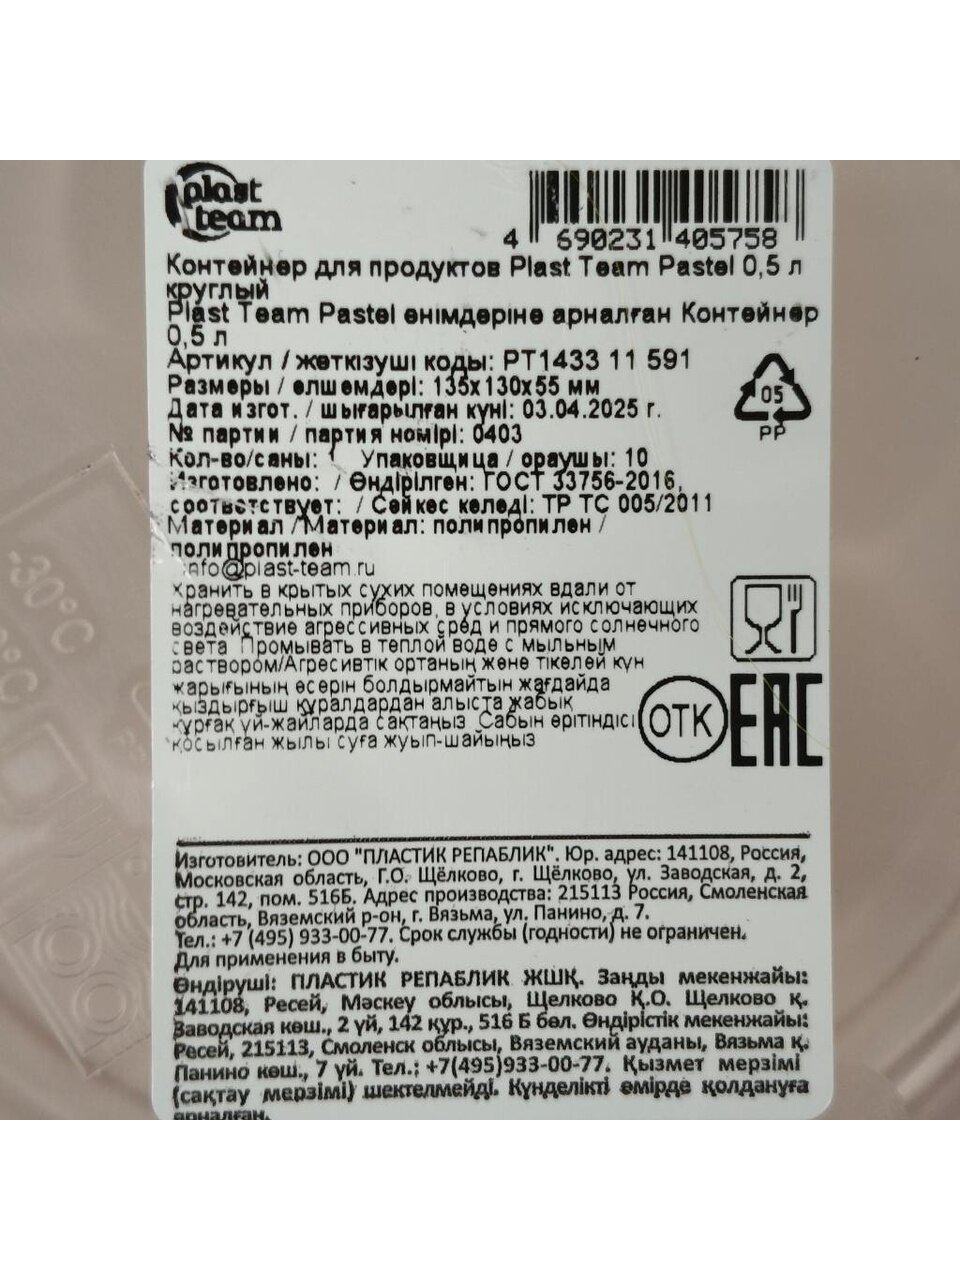 plast
team
4 690231 405758
Контейнер для продуктов Plast Team Pastel 0,5 л
круглый
Plast Team Pastel өнімдеріне арналған Контейнер
0,5 л
Артикул / жеткізуші коды: PT1433 11 591
Размеры / өлшемдері: 135х130х55 мм
Дата изгот. / шығарылған күні: 03.04.2025 г.
№ партии / партия номірі: 0403
Кол-во/саны: 1 Упаковщица / ораушы: 10
Изготовлено: / Өндірілген: ГОСТ 33756-2016,
соответствует: / Сәйкес келеді: ТР ТС 005/2011
Материал /Материал: полипропилен /
полипропилен
info@plast-team.ru
05
PP
Хранить в крытых сухих помещениях вдали от
нагревательных приборов, в условиях исключающих
воздействие агрессивных сред и прямого солнечного
света. Промывать в теплой воде с мыльным
раствором/Агресивтік ортаның және тікелей күн
жарығының әсерін болдырмайтын жағдайда
қыздырғыш құралдардан алыста жабық
құрғақ үй-жайларда сақтаңыз. Сабын ерітіндісі
қосылған жылы суға жуып-шайыңыз
ОТК
EAC
-30°C
°C
Изготовитель: ООО "ПЛАСТИК РЕПАБЛИК". Юр. адрес: 141108, Россия,
Московская область, Г.О. Щёлково, г. Щёлково, ул. Заводская, д. 2,
стр. 142, пом. 516Б. Адрес производства: 215113 Россия, Смоленская
область, Вяземский р-он, г. Вязьма, ул. Панино, д. 7.
Тел.: +7 (495) 933-00-77. Срок службы (годности) не ограничен.
Для применения в быту.
Өндіруші: ПЛАСТИК РЕПАБЛИК ЖШҚ. Заңды мекенжайы:
141108, Ресей, Мәскеу облысы, Щелково Қ.О. Щелково қ.
Заводская көш., 2 үй, 142 құр., 516 Б бөл. Өндірістік мекенжайы:
Ресей, 215113, Смоленск облысы, Вяземский ауданы, Вязьма қ.
Панино көш., 7 үй. Тел.: +7(495)933-00-77. Қызмет мерзімі
(сақтау мерзімі) шектелмейді. Күнделікті өмірде қолдануға
арналған.